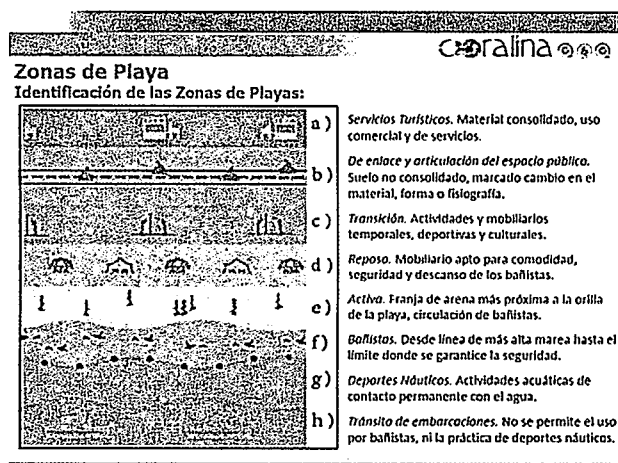 coralina
Zonas de Playa
Identificación de las Zonas de Playas:
a)
Servicios Turísticos. Material consolidado, uso
comercial y de servicios.
b)
De enlace y articulación del espacio público.
Suelo no consolidado, marcado cambio en el
material, forma o fisiografía.
c)
Transición. Actividades y mobiliarios
temporales, deportivas y culturales.
d)
Reposo. Mobiliario apto para comodidad,
seguridad y descanso de los bañistas.
e)
Activa. Franja de arena más próxima a la orilla
de la playa, circulación de bañistas.
f)
Bañistas. Desde línea de más alta marea hasta el
límite donde se garantice la seguridad.
g)
Deportes Náuticos. Actividades acuáticas de
contacto permanente con el agua.
h)
Tránsito de embarcaciones. No se permite el uso
por bañistas, ni la práctica de deportes náuticos.